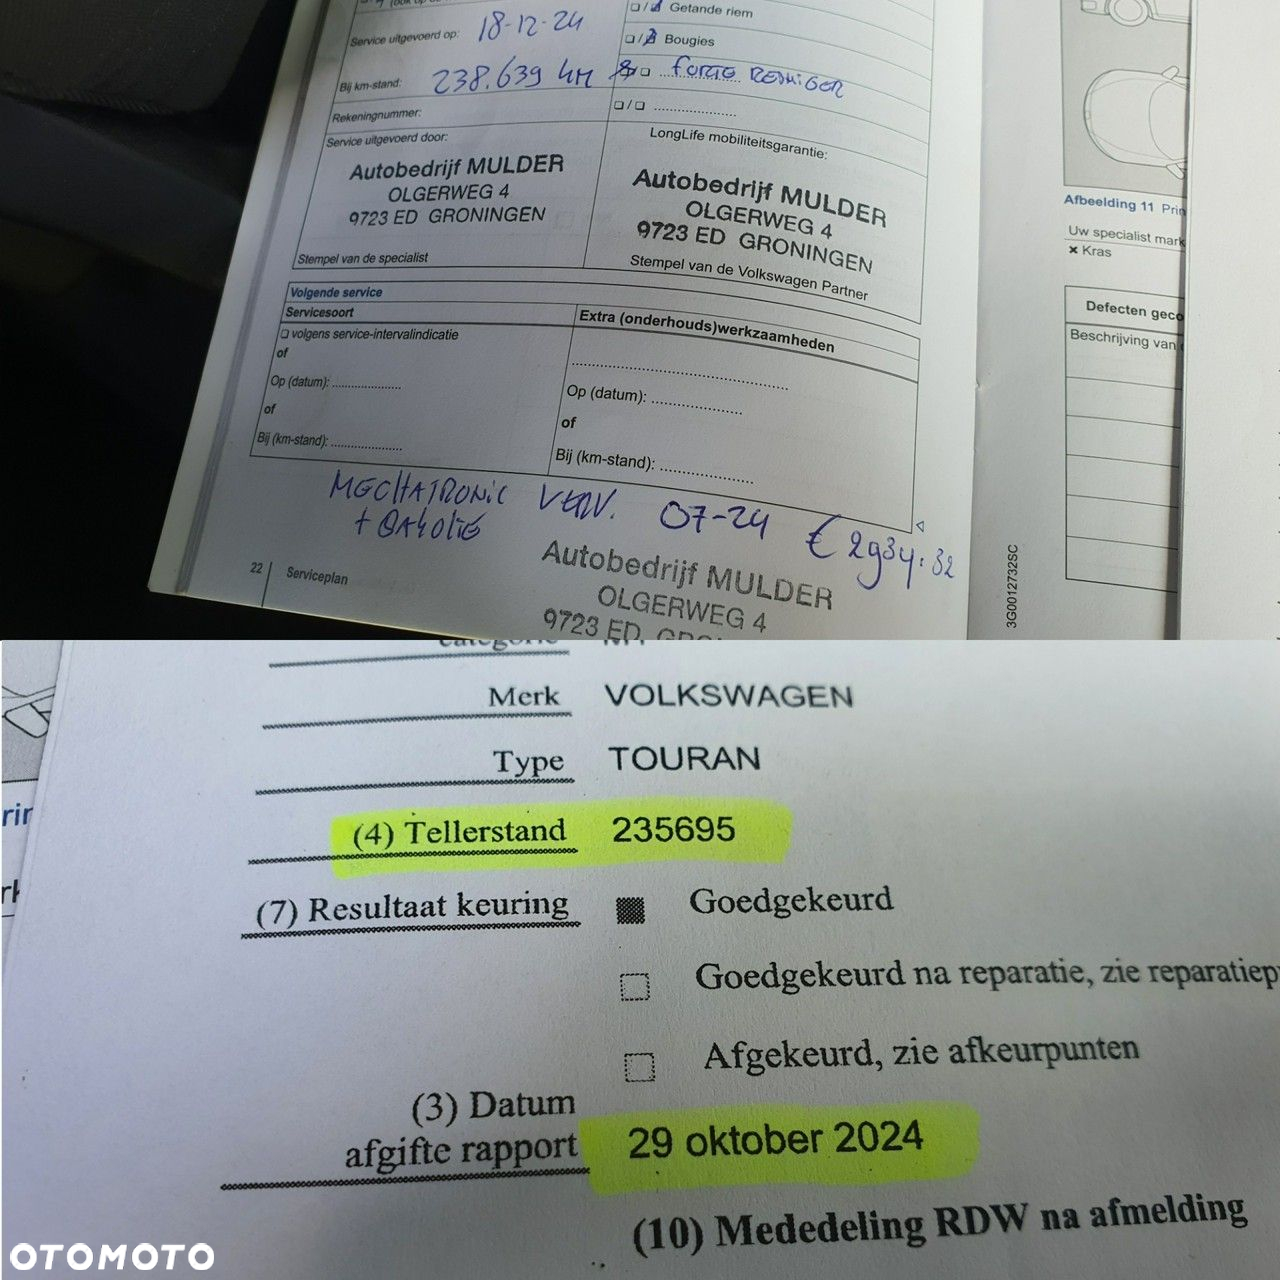 Service uitgevoerd op: 18-12-24
Bij km-stand: 238.639 KM
Rekeningnummer:
Service uitgevoerd door:
Autobedrijf MULDER
OLGERWEG 4
9723 ED GRONINGEN
Stempel van de specialist
Getande riem
Bougies
FORTE REINIGER
LongLife mobiliteitsgarantie:
Autobedrijf MULDER
OLGERWEG 4
9723 ED GRONINGEN
Stempel van de Volkswagen Partner
Volgende service
Servicesoort
volgens service-intervalindicatie
of
Op (datum):
of
Bij (km-stand):
Extra (onderhouds)werkzaamheden
Op (datum):
of
Bij (km-stand):
MECHATRONIC VERV. 07-24 € 2934.32
22 Serviceplan
Autobedrijf MULDER
OLGERWEG 4
9723 ED
3G0012732SC
Afbeelding 11
Uw specialist
× Kras
Defecten
Beschrijving van
Merk VOLKSWAGEN
Type TOURAN
(4) Tellerstand 235695
(7) Resultaat keuring Goedgekeurd
Goedgekeurd na reparatie, zie
Afgekeurd, zie afkeurpunten
(3) Datum
afgifte rapport 29 oktober 2024
(10) Mededeling RDW na afmelding
OTOMOTO